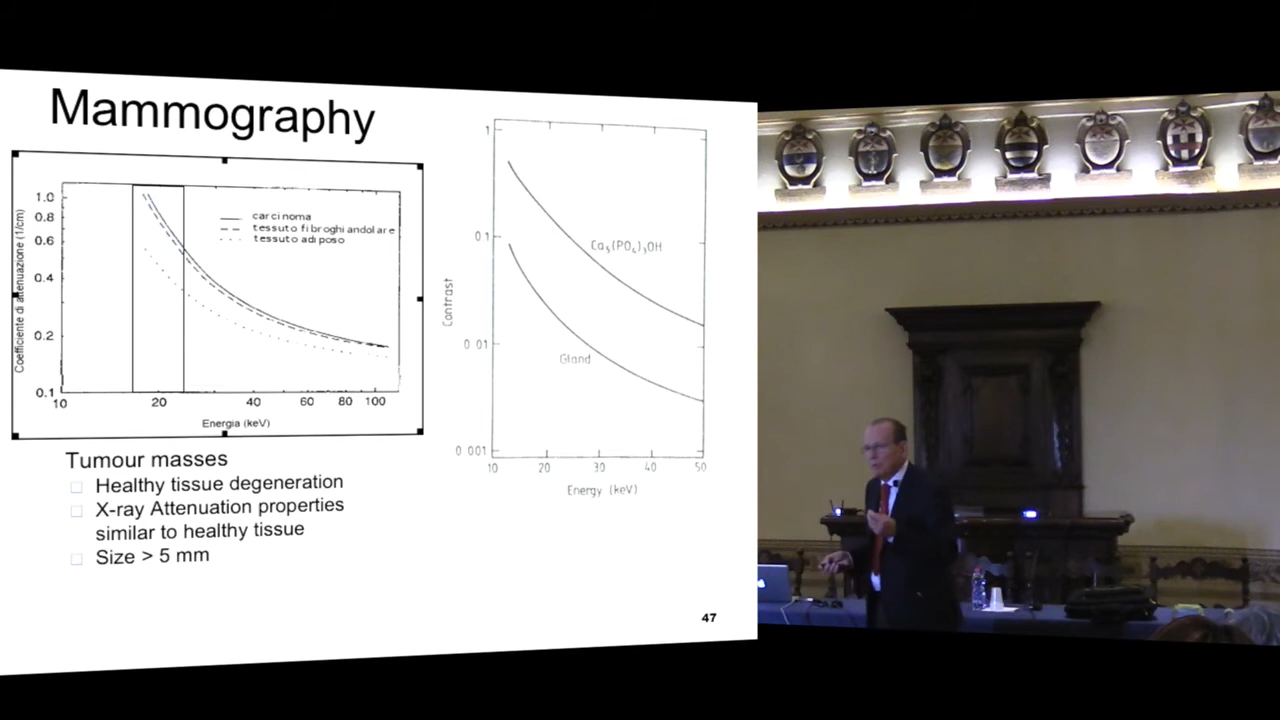 Mammography
Coefficiente di attenuazione (1/cm)
1.0
0.8
0.6
0.4
0.2
0.1
carcinoma
tessuto fibroghiandolare
tessuto adiposo
10
20
40
60
80
100
Energia (keV)
Contrast
1
0.1
0.01
0.001
Ca5(PO4)3OH
Gland
10
20
30
40
50
Energy (keV)
Tumour masses
Healthy tissue degeneration
X-ray Attenuation properties
similar to healthy tissue
Size > 5 mm
47